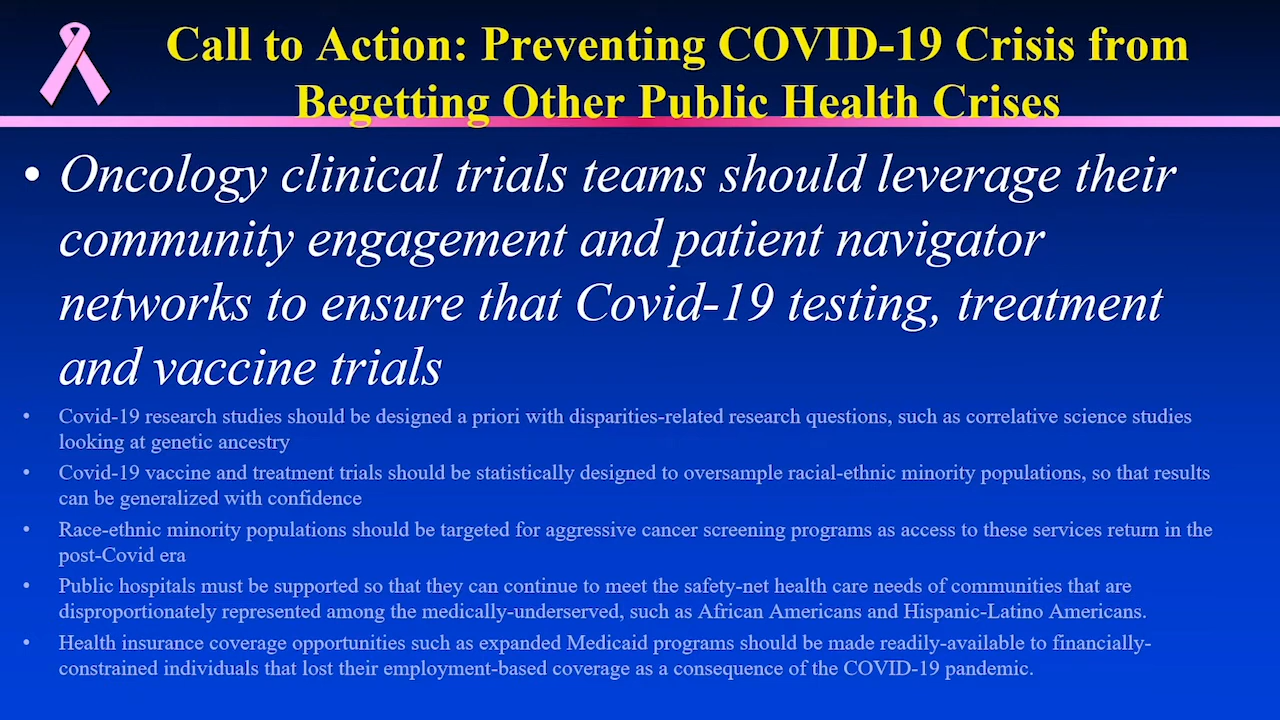 Call to Action: Preventing COVID-19 Crisis from
Begetting Other Public Health Crises
• Oncology clinical trials teams should leverage their
community engagement and patient navigator
networks to ensure that Covid-19 testing, treatment
and vaccine trials
• Covid-19 research studies should be designed a priori with disparities-related research questions, such as correlative science studies
looking at genetic ancestry
• Covid-19 vaccine and treatment trials should be statistically designed to oversample racial-ethnic minority populations, so that results
can be generalized with confidence
• Race-ethnic minority populations should be targeted for aggressive cancer screening programs as access to these services return in the
post-Covid era
• Public hospitals must be supported so that they can continue to meet the safety-net health care needs of communities that are
disproportionately represented among the medically-underserved, such as African Americans and Hispanic-Latino Americans.
• Health insurance coverage opportunities such as expanded Medicaid programs should be made readily-available to financially-
constrained individuals that lost their employment-based coverage as a consequence of the COVID-19 pandemic.